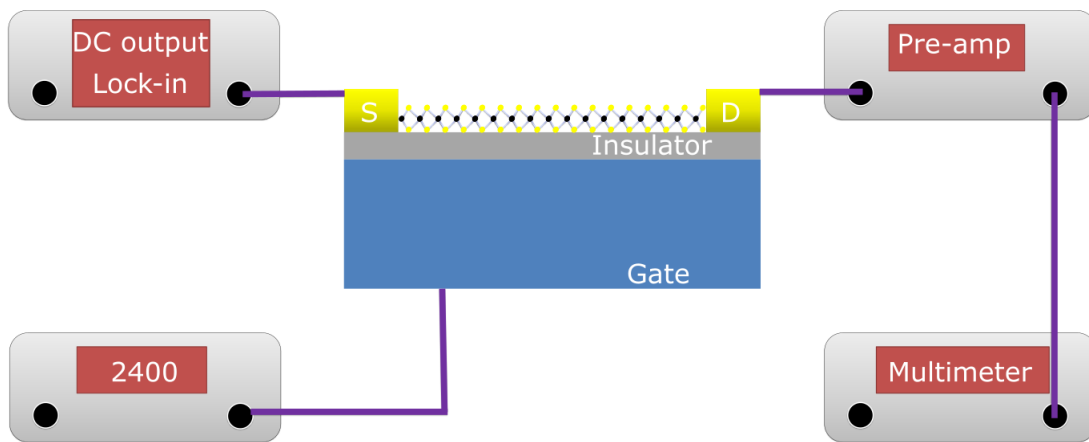 DC output
Lock-in
Pre-amp
S
D
Insulator
Gate
2400
Multimeter